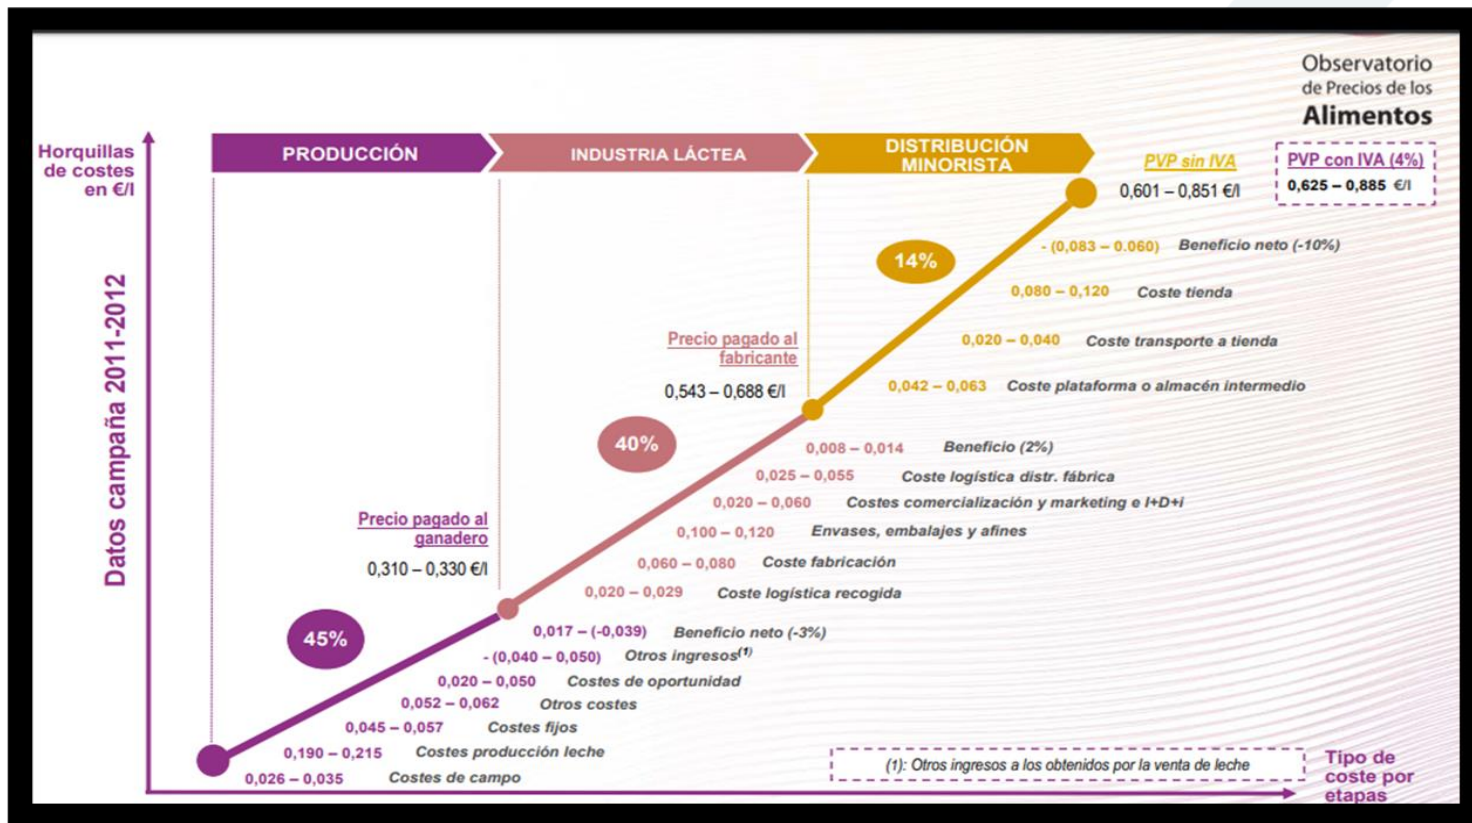 Observatorio
de Precios de los
Alimentos
Horquillas
de costes
en €/l
PRODUCCIÓN
INDUSTRIA LÁCTEA
DISTRIBUCIÓN
MINORISTA
PVP sin IVA
0,601 – 0,851 €/l
PVP con IVA (4%)
0,625 – 0,885 €/l
14%
- (0,083 – 0.060) Beneficio neto (-10%)
0,080 – 0,120 Coste tienda
0,020 – 0,040 Coste transporte a tienda
0,042 – 0,063 Coste plataforma o almacén intermedio
Precio pagado al
fabricante
0,543 – 0,688 €/l
40%
0,008 – 0,014 Beneficio (2%)
0,025 – 0,055 Coste logística distr. fábrica
0,020 – 0,060 Costes comercialización y marketing e I+D+i
0,100 – 0,120 Envases, embalajes y afines
0,060 – 0,080 Coste fabricación
0,020 – 0,029 Coste logística recogida
Precio pagado al
ganadero
0,310 – 0,330 €/l
45%
0,017 – (-0,039) Beneficio neto (-3%)
- (0,040 – 0,050) Otros ingresos(1)
0,020 – 0,050 Costes de oportunidad
0,052 – 0,062 Otros costes
0,045 – 0,057 Costes fijos
0,190 – 0,215 Costes producción leche
0,026 – 0,035 Costes de campo
Datos campaña 2011-2012
(1): Otros ingresos a los obtenidos por la venta de leche
Tipo de
coste por
etapas